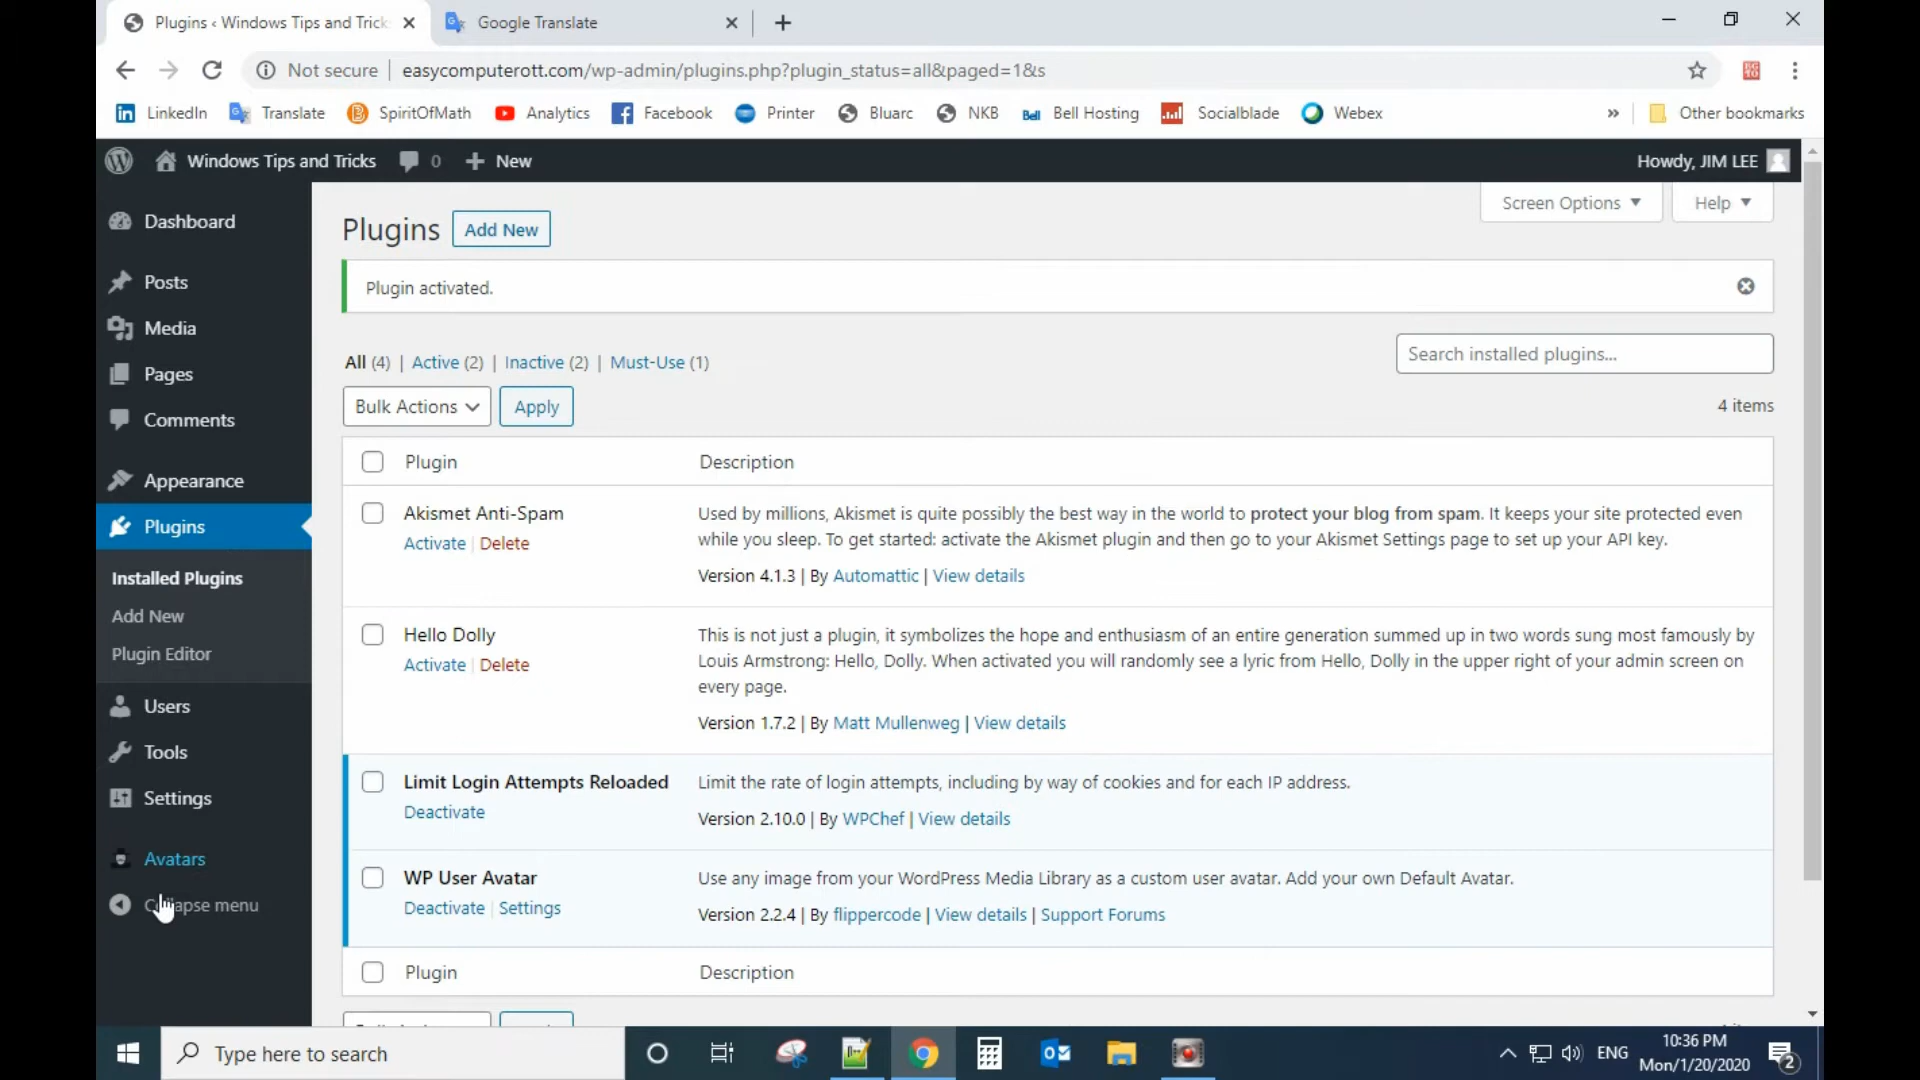 Plugins ‹ Windows Tips and Trick
Google Translate
Not secure
easycomputerott.com/wp-admin/plugins.php?plugin_status=all&paged=1&s
LinkedIn
Translate
SpiritOfMath
Analytics
Facebook
Printer
Bluarc
NKB
Bell
Bell Hosting
Socialblade
Webex
»
Other bookmarks
Windows Tips and Tricks
0
New
Howdy, JIM LEE
Dashboard
Posts
Media
Pages
Comments
Appearance
Plugins
Installed Plugins
Add New
Plugin Editor
Users
Tools
Settings
Avatars
Screen Options
Help
Plugins
Add New
Plugin activated.
All (4) | Active (2) | Inactive (2) | Must-Use (1)
Search installed plugins...
Bulk Actions
Apply
4 items
Plugin
Description
Akismet Anti-Spam
Activate | Delete
Used by millions, Akismet is quite possibly the best way in the world to protect your blog from spam. It keeps your site protected even
while you sleep. To get started: activate the Akismet plugin and then go to your Akismet Settings page to set up your API key.
Version 4.1.3 | By Automattic | View details
Hello Dolly
Activate | Delete
This is not just a plugin, it symbolizes the hope and enthusiasm of an entire generation summed up in two words sung most famously by
Louis Armstrong: Hello, Dolly. When activated you will randomly see a lyric from Hello, Dolly in the upper right of your admin screen on
every page.
Version 1.7.2 | By Matt Mullenweg | View details
Limit Login Attempts Reloaded
Deactivate
Limit the rate of login attempts, including by way of cookies and for each IP address.
Version 2.10.0 | By WPChef | View details
WP User Avatar
Deactivate | Settings
Use any image from your WordPress Media Library as a custom user avatar. Add your own Default Avatar.
Version 2.2.4 | By flippercode | View details | Support Forums
Plugin
Description
Collapse menu
Type here to search
ENG
10:36 PM
Mon/1/20/2020
2